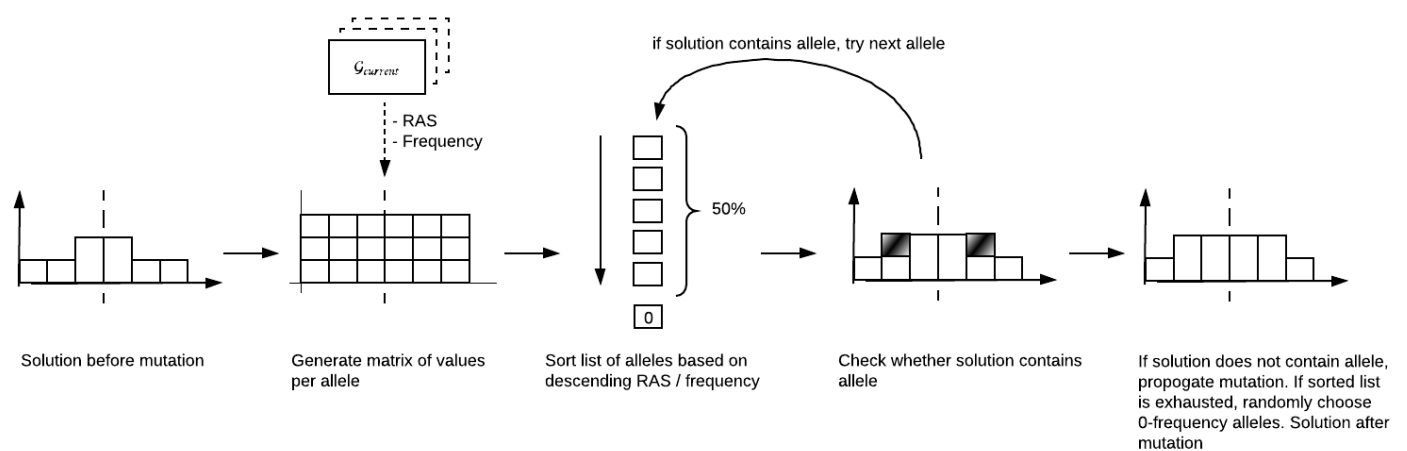 𝒢current
- RAS
- Frequency
if solution contains allele, try next allele
50%
0
Solution before mutation
Generate matrix of values
per allele
Sort list of alleles based on
descending RAS / frequency
Check whether solution contains
allele
If solution does not contain allele,
propogate mutation. If sorted list
is exhausted, randomly choose
0-frequency alleles. Solution after
mutation